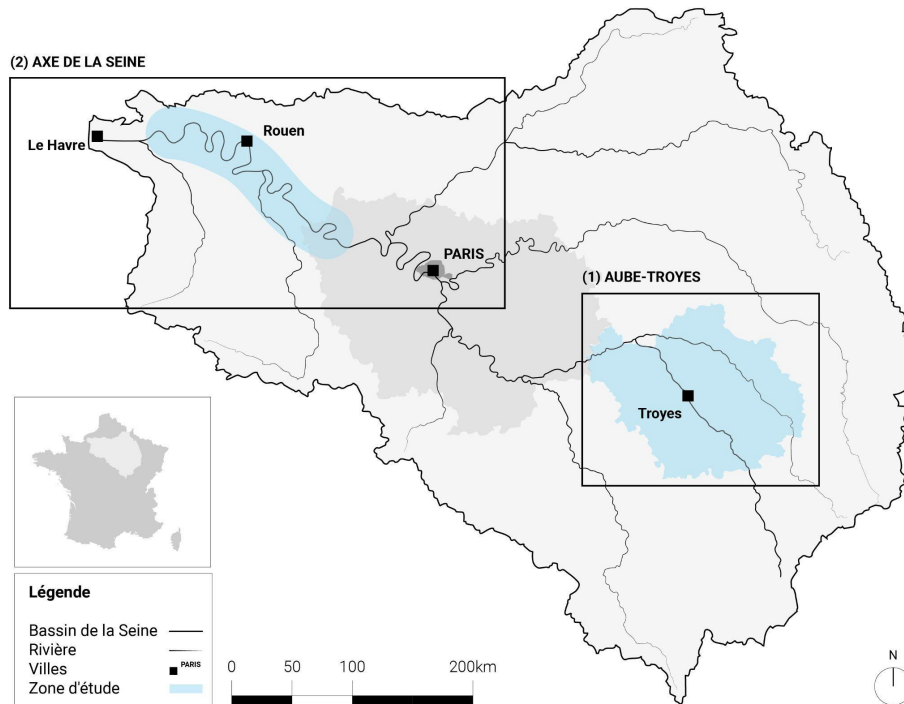 (2) AXE DE LA SEINE
Le Havre
Rouen
PARIS
(1) AUBE-TROYES
Troyes
Légende
Bassin de la Seine
Rivière
Villes PARIS
Zone d'étude
0 50 100 200km
N